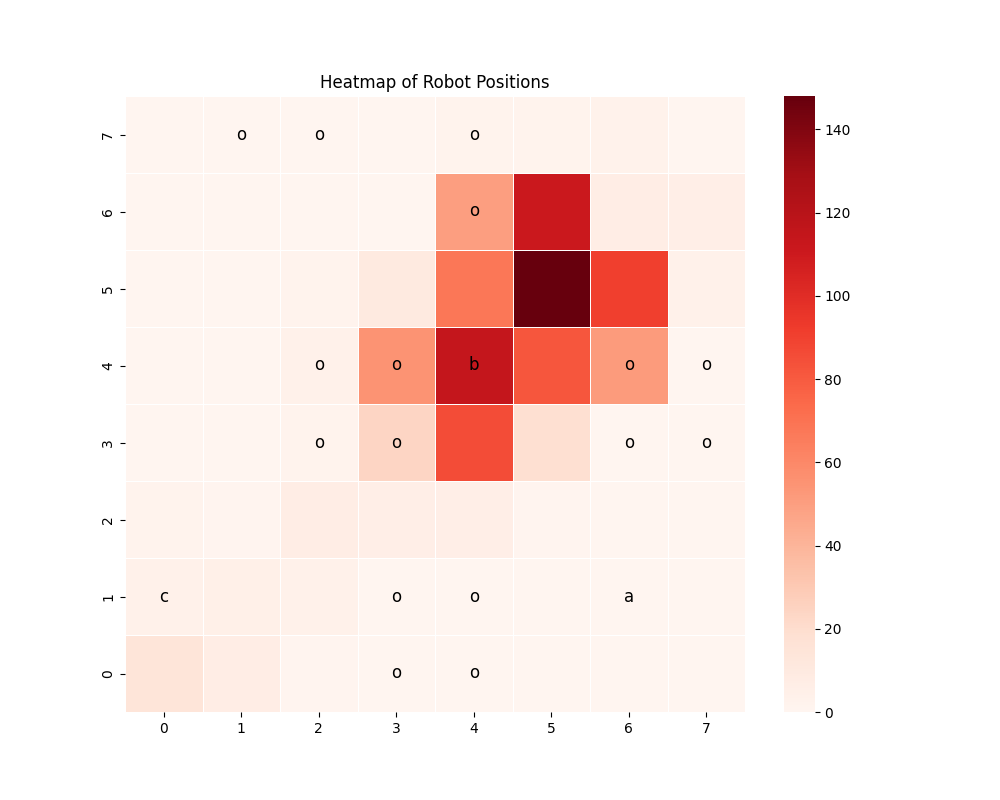 Heatmap of Robot Positions
7 o o o 140
6 o 120
5 100
4 o o b o o 80
3 o o o o 60
2 40
1 c o o a 20
0 o o 0
0 1 2 3 4 5 6 7